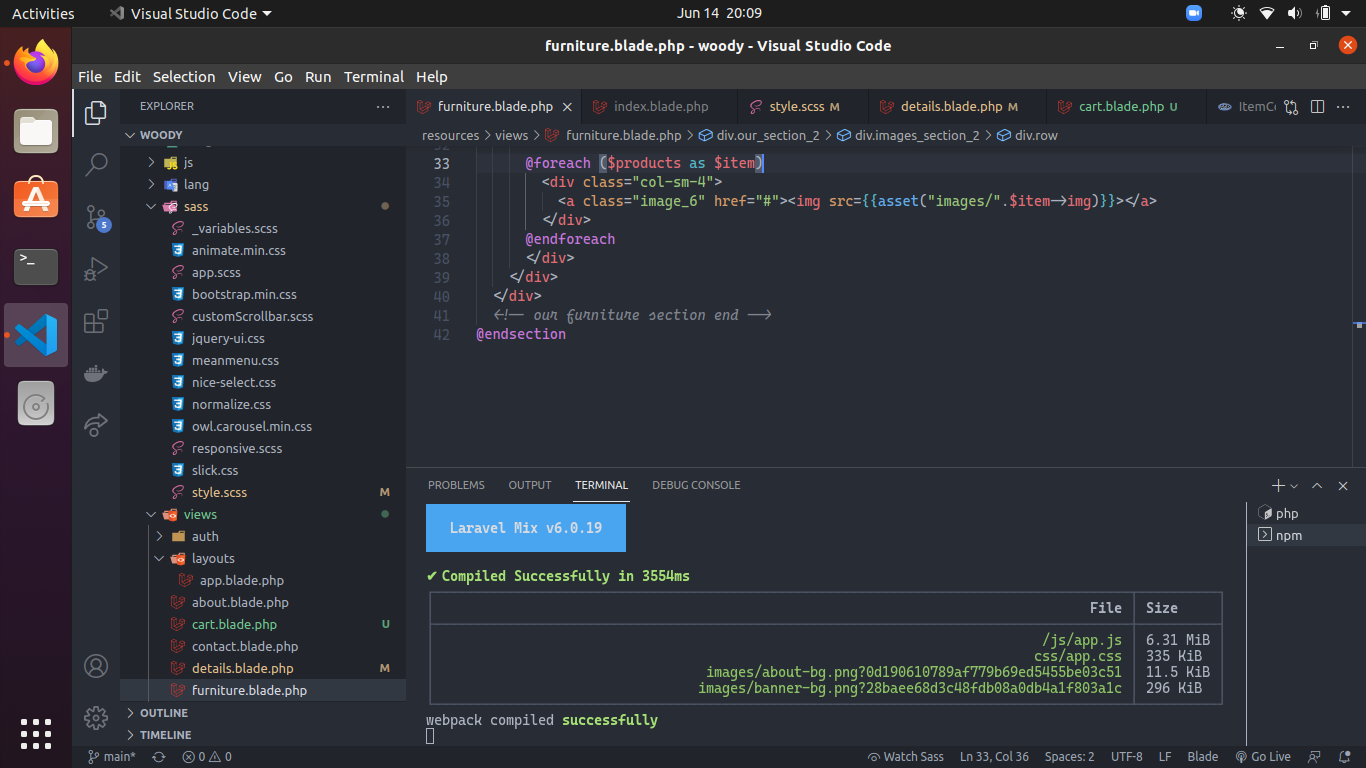 Activities
Visual Studio Code
Jun 14 20:09
furniture.blade.php - woody - Visual Studio Code
File Edit Selection View Go Run Terminal Help
EXPLORER
WOODY
js
lang
sass
_variables.scss
animate.min.css
app.scss
bootstrap.min.css
customScrollbar.scss
jquery-ui.css
meanmenu.css
nice-select.css
normalize.css
owl.carousel.min.css
responsive.scss
slick.css
style.scss M
views
auth
layouts
app.blade.php
about.blade.php
cart.blade.php U
contact.blade.php
details.blade.php M
furniture.blade.php
OUTLINE
TIMELINE
5
furniture.blade.php index.blade.php style.scss M details.blade.php M cart.blade.php U ItemCo
resources > views > furniture.blade.php > div.our_section_2 > div.images_section_2 > div.row
32
33 @foreach ($products as $item)
34 <div class="col-sm-4">
35 <a class="image_6" href="#"><img src={{asset("images/".$item->img)}}></a>
36 </div>
37 @endforeach
38 </div>
39 </div>
40 </div>
41 <!-- our furniture section end -->
42 @endsection
PROBLEMS OUTPUT TERMINAL DEBUG CONSOLE
php
npm
Laravel Mix v6.0.19
✔ Compiled Successfully in 3554ms
File Size
/js/app.js 6.31 MiB
css/app.css 335 KiB
images/about-bg.png?0d190610789af779b69ed5455be03c51 11.5 KiB
images/banner-bg.png?28baee68d3c48fdb08a0db4a1f803a1c 296 KiB
webpack compiled successfully
main* 0 0 Watch Sass Ln 33, Col 36 Spaces: 2 UTF-8 LF Blade Go Live